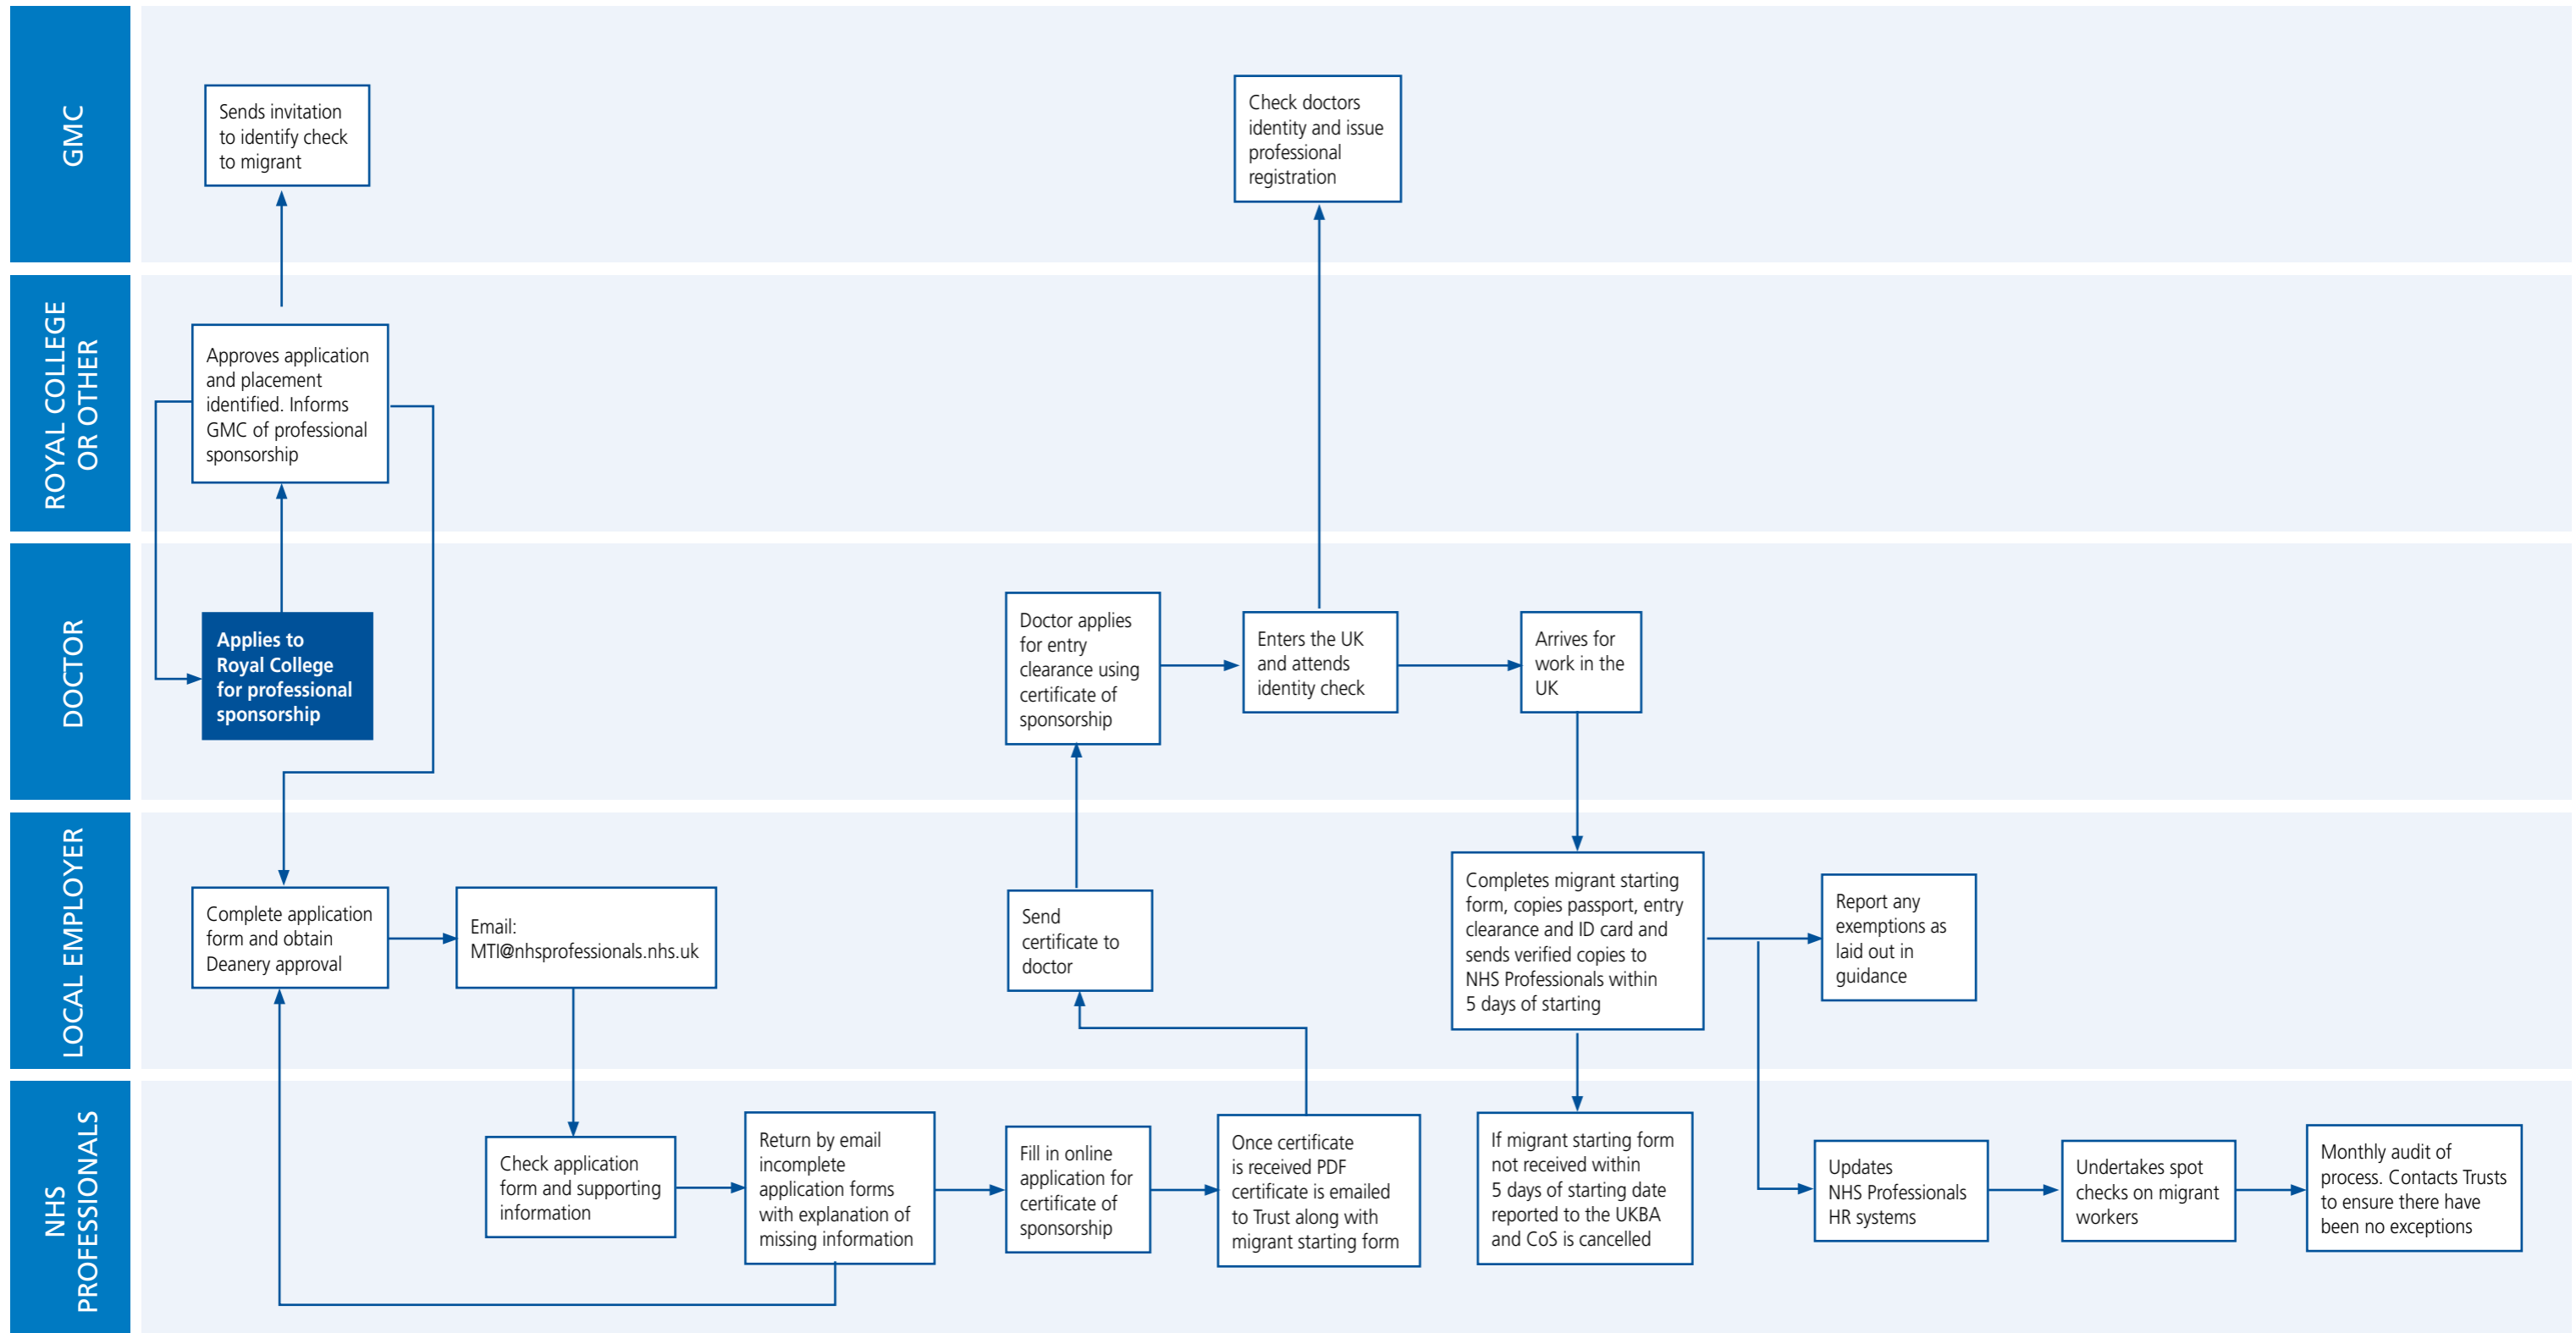 GMC
Sends invitation
to identify check
to migrant
Check doctors
identity and issue
professional
registration
ROYAL COLLEGE
OR OTHER
Approves application
and placement
identified. Informs
GMC of professional
sponsorship
DOCTOR
Applies to
Royal College
for professional
sponsorship
Doctor applies
for entry
clearance using
certificate of
sponsorship
Enters the UK
and attends
identity check
Arrives for
work in the
UK
LOCAL EMPLOYER
Complete application
form and obtain
Deanery approval
Email:
MTI@nhsprofessionals.nhs.uk
Send
certificate to
doctor
Completes migrant starting
form, copies passport, entry
clearance and ID card and
sends verified copies to
NHS Professionals within
5 days of starting
Report any
exemptions as
laid out in
guidance
NHS
PROFESSIONALS
Check application
form and supporting
information
Return by email
incomplete
application forms
with explanation of
missing information
Fill in online
application for
certificate of
sponsorship
Once certificate
is received PDF
certificate is emailed
to Trust along with
migrant starting form
If migrant starting form
not received within
5 days of starting date
reported to the UKBA
and CoS is cancelled
Updates
NHS Professionals
HR systems
Undertakes spot
checks on migrant
workers
Monthly audit of
process. Contacts Trusts
to ensure there have
been no exceptions